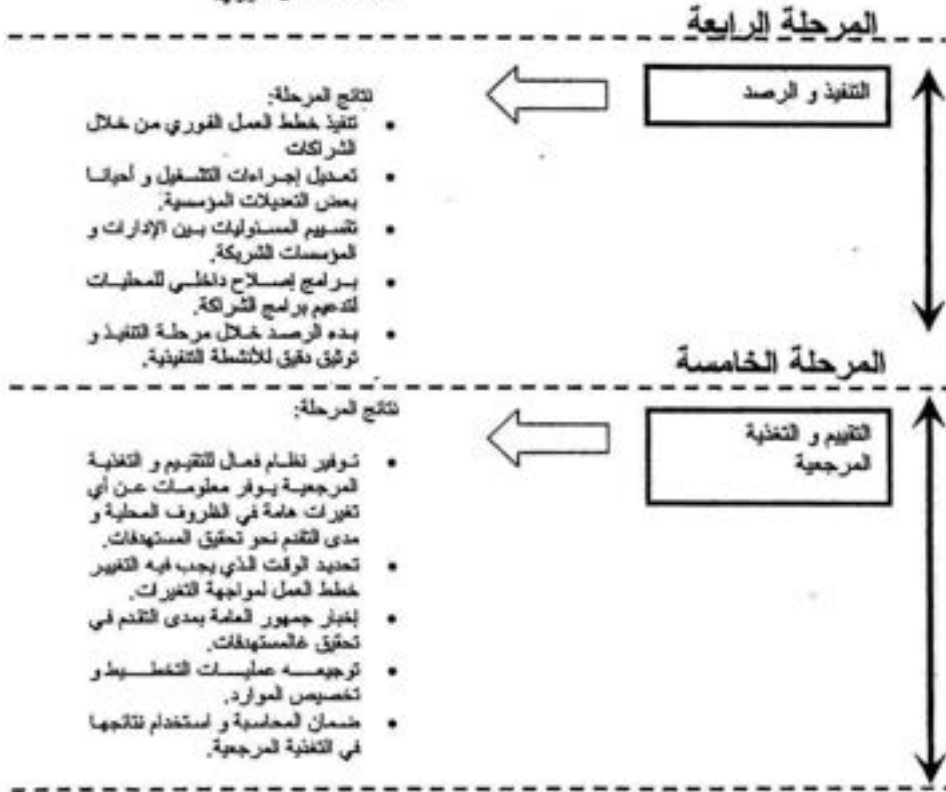 المرحلة الرابعة
التنفيذ و الرصد
نتائج المرحلة:
• تنفيذ خطط العمل الفوري من خلال
الشراكات
• تعديل إجراءات التشغيل و أحيانا
بعض التعديلات المؤسسية.
• تقسيم المسئوليات بين الإدارات و
المؤسسات الشريكة.
• برامج إصلاح داخلي للمحليات
لتدعيم برامج الشراكة.
• بدء الرصد خلال مرحلة التنفيذ و
توثيق دقيق للأنشطة التنفيذية.
المرحلة الخامسة
التقييم و التغذية
المرجعية
نتائج المرحلة:
• توفير نظام فعال للتقييم و التغذية
المرجعية يوفر معلومات عن أي
تغيرات هامة في الظروف المحلية و
مدى التقدم نحو تحقيق المستهدفات.
• تحديد الوقت الذي يجب فيه التغيير
خطط العمل لمواجهة التغيرات.
• إخبار جمهور العامة بمدى التقدم في
تحقيق غالمستهدفات.
• توجيهه عمليات التخطيط و
تخصيص الموارد.
• ضمان المحاسبة و استخدام نتائجها
في التغذية المرجعية.